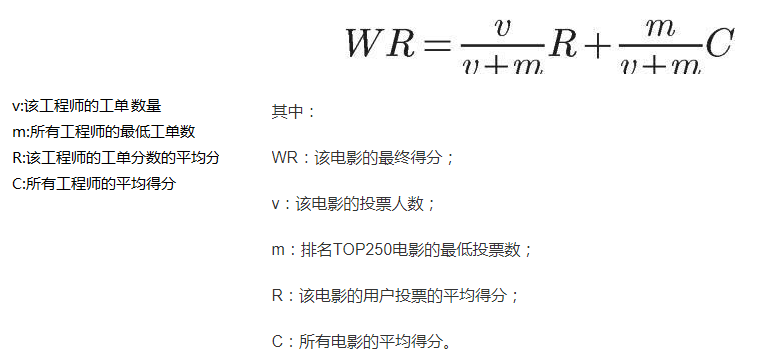 WR = v/(v+m) R + m/(v+m) C
v:该工程师的工单数量
m:所有工程师的最低工单数
R:该工程师的工单分数的平均分
C:所有工程师的平均得分
其中：
WR：该电影的最终得分；
v：该电影的投票人数；
m：排名TOP250电影的最低投票数；
R：该电影的用户投票的平均得分；
C：所有电影的平均得分。